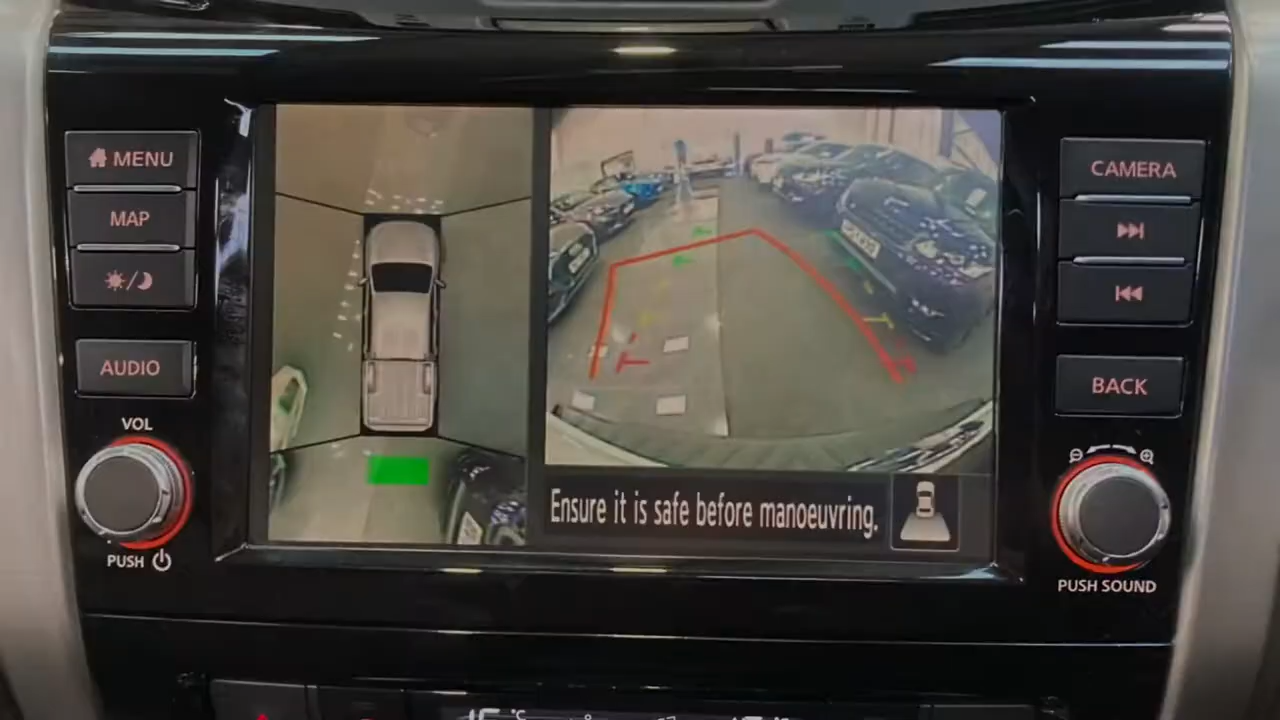 MENU
MAP
AUDIO
VOL
PUSH
Ensure it is safe before manoeuvring.
CAMERA
BACK
PUSH SOUND